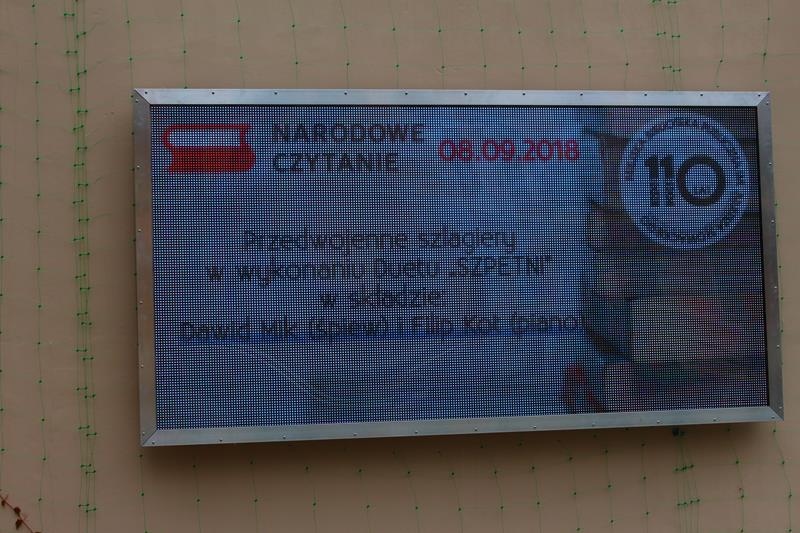 NARODOWE
CZYTANIE
08.09.2018
110
Przedwojenne szlagiery
w wykonaniu Duetu „SZPETNI"
w składzie:
Dawid Mik (śpiew) i Filip Kot (piano)